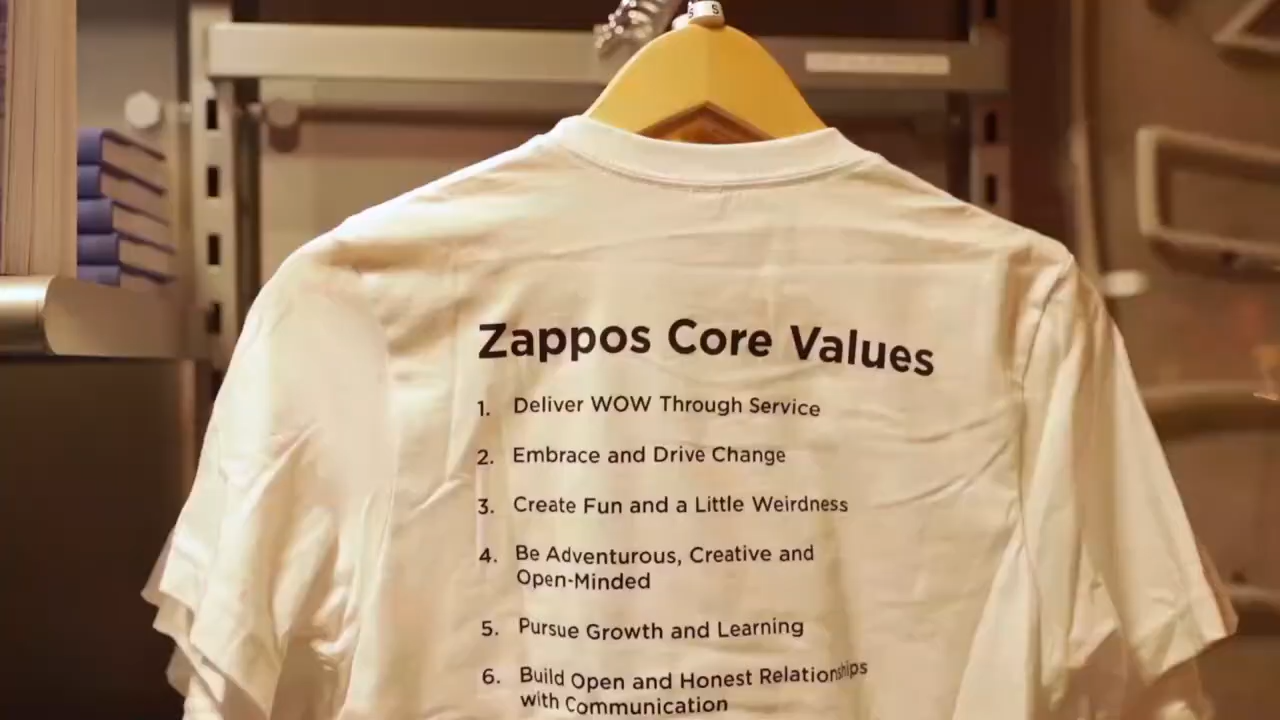 S S
Zappos Core Values
1. Deliver WOW Through Service
2. Embrace and Drive Change
3. Create Fun and a Little Weirdness
4. Be Adventurous, Creative and
Open-Minded
5. Pursue Growth and Learning
6. Build Open and Honest Relationships
with Communication